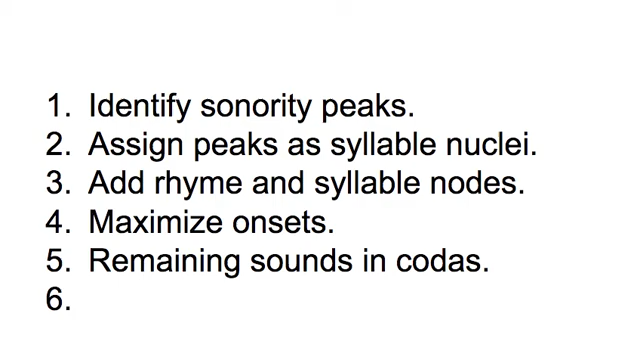 1. Identify sonority peaks.
2. Assign peaks as syllable nuclei.
3. Add rhyme and syllable nodes.
4. Maximize onsets.
5. Remaining sounds in codas.
6.